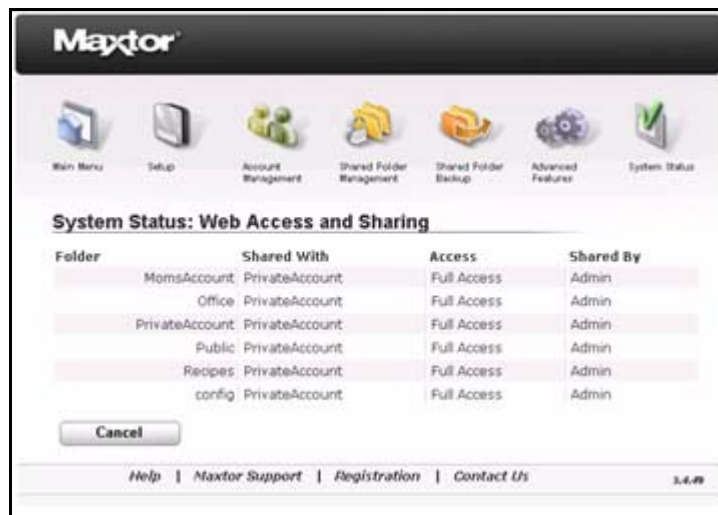 Maxtor
Main Menu
Setup
Account Management
Shared Folder Management
Shared Folder Backup
Advanced Features
System Status
System Status: Web Access and Sharing
Folder Shared With Access Shared By
MomsAccount PrivateAccount Full Access Admin
Office PrivateAccount Full Access Admin
PrivateAccount PrivateAccount Full Access Admin
Public PrivateAccount Full Access Admin
Recipes PrivateAccount Full Access Admin
config PrivateAccount Full Access Admin
Cancel
Help | Maxtor Support | Registration | Contact Us